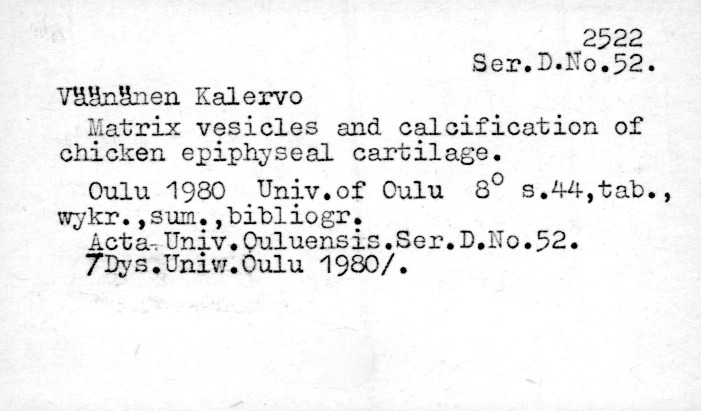 2522
Ser.D.No.52.
Väänänen Kalervo
Matrix vesicles and calcification of
chicken epiphyseal cartilage.
Oulu 1980 Univ.of Oulu 8° s.44,tab.,
wykr.,sum.,bibliogr.
Acta Univ.Ouluensis.Ser.D.No.52.
/Dys.Uniw.Oulu 1980/.